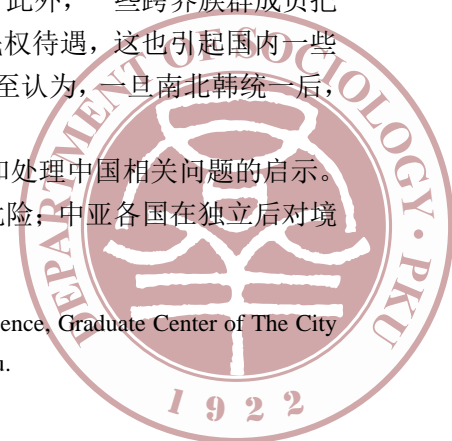 此外，一些跨界族群成员把
权待遇，这也引起国内一些
至认为，一旦南北韩统一后，
和处理中国相关问题的启示。
危险；中亚各国在独立后对境
ence, Graduate Center of The City
u.
DEPARTMENT OF SOCIOLOGY · PKU
1922